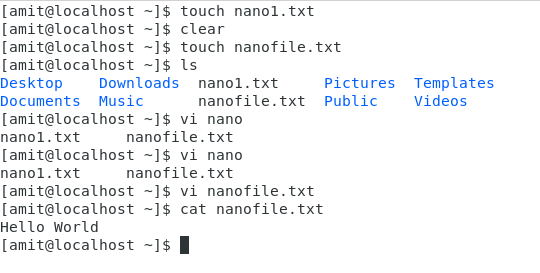 [amit@localhost ~]$ touch nano1.txt
[amit@localhost ~]$ clear
[amit@localhost ~]$ touch nanofile.txt
[amit@localhost ~]$ ls
Desktop    Downloads  nano1.txt     Pictures  Templates
Documents  Music      nanofile.txt  Public    Videos
[amit@localhost ~]$ vi nano
nano1.txt     nanofile.txt
[amit@localhost ~]$ vi nano
nano1.txt     nanofile.txt
[amit@localhost ~]$ vi nanofile.txt
[amit@localhost ~]$ cat nanofile.txt
Hello World
[amit@localhost ~]$